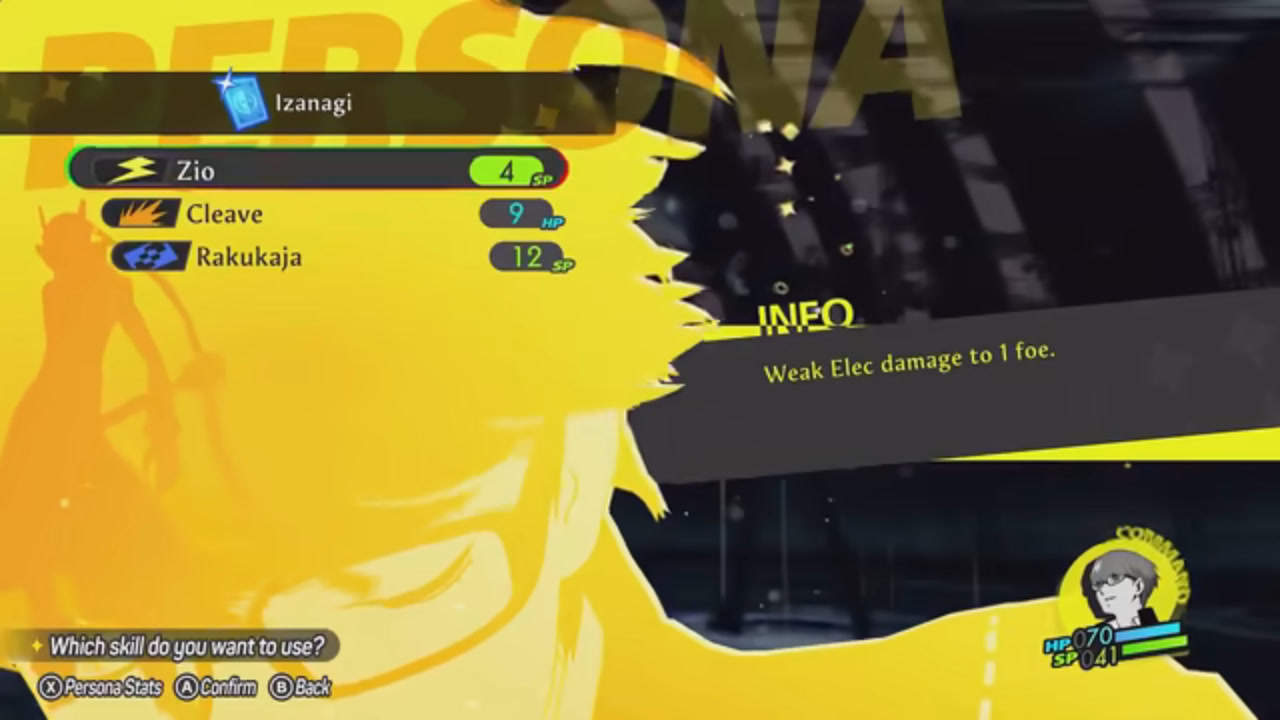 PERSONA
Izanagi
Zio 4 SP
Cleave 9 HP
Rakukaja 12 SP
INFO
Weak Elec damage to 1 foe.
COMMAND
HP 070
SP 041
Which skill do you want to use?
X Persona Stats A Confirm B Back